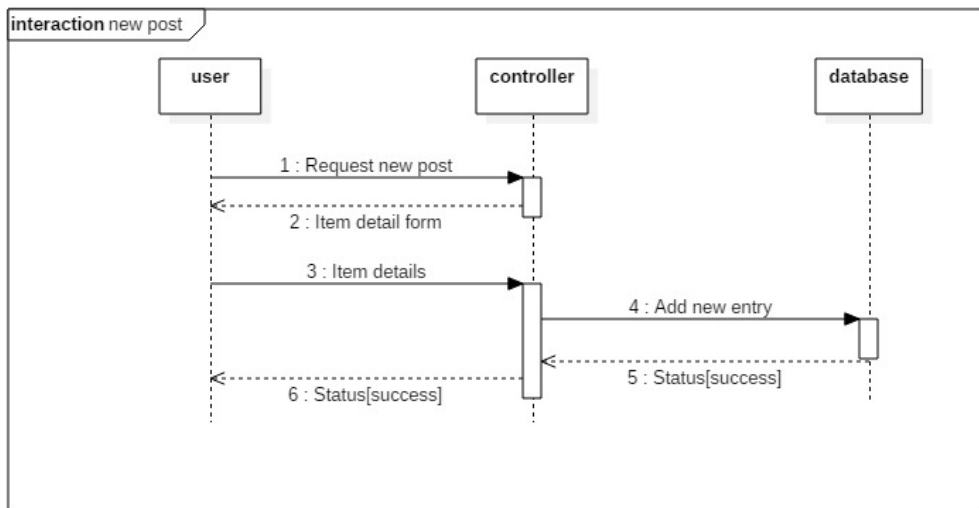 interaction new post
user
controller
database
1 : Request new post
2 : Item detail form
3 : Item details
4 : Add new entry
5 : Status[success]
6 : Status[success]